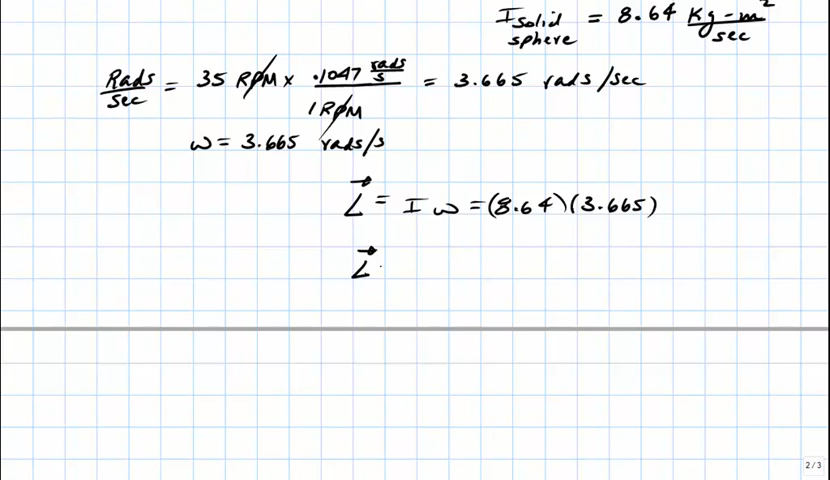 I solid sphere = 8.64 Kg-m²/sec
Rads/sec = 35 RPM x .1047 rads/s / 1 RPM = 3.665 rads/sec
ω = 3.665 rads/s
L⃗ = I ω = (8.64)(3.665)
L⃗
2/3